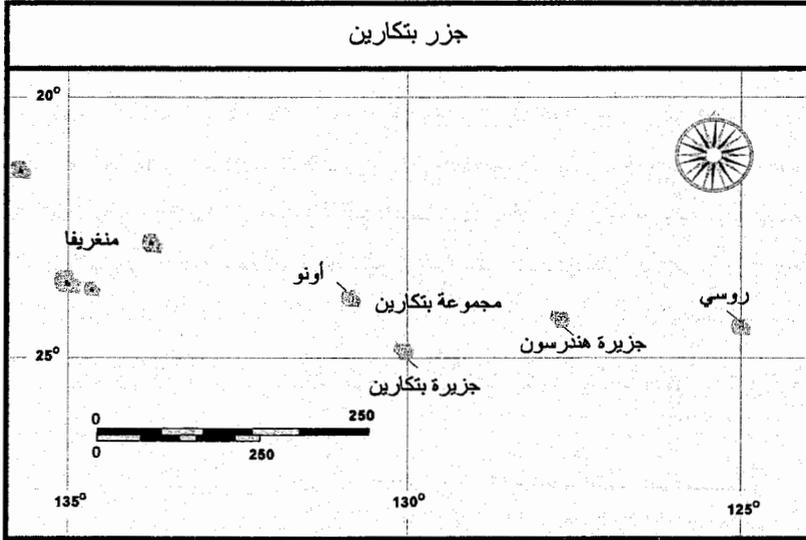 جزر بتكارين
20°
منغريفا
أونو
مجموعة بتكارين
روسي
جزيرة هندرسون
25°
جزيرة بتكارين
0 250
0 250
135° 130° 125°